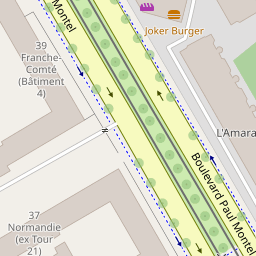 Montel
Joker Burger
39
Franche-
Comté
(Bâtiment
4)
L'Amara
Boulevard Paul Montel
37
Normandie
(ex Tour
21)